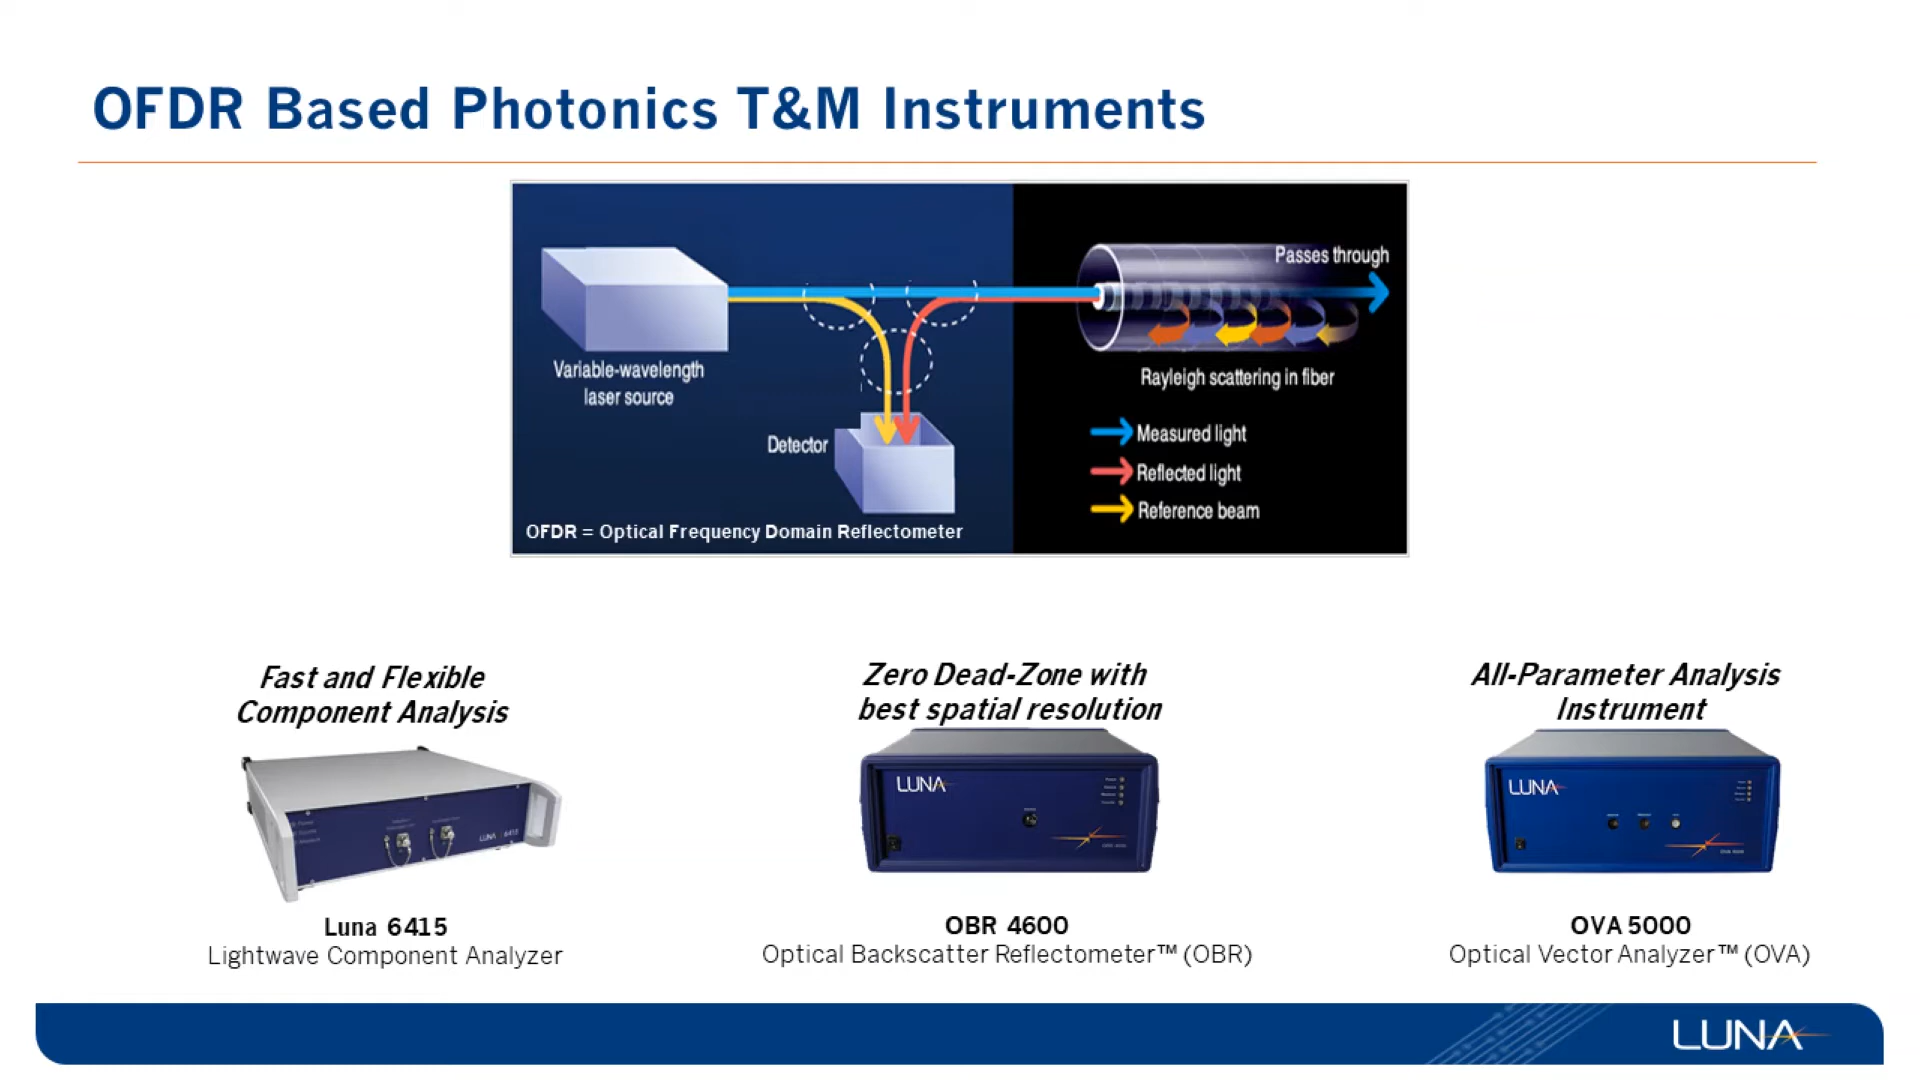 OFDR Based Photonics T&M Instruments
Passes through
Variable-wavelength
laser source
Rayleigh scattering in fiber
Detector
Measured light
Reflected light
Reference beam
OFDR = Optical Frequency Domain Reflectometer
Fast and Flexible
Component Analysis
Zero Dead-Zone with
best spatial resolution
All-Parameter Analysis
Instrument
LUNA 6415
LUNA
LUNA
Luna 6415
Lightwave Component Analyzer
OBR 4600
Optical Backscatter Reflectometer™ (OBR)
OVA 5000
Optical Vector Analyzer™ (OVA)
LUNA